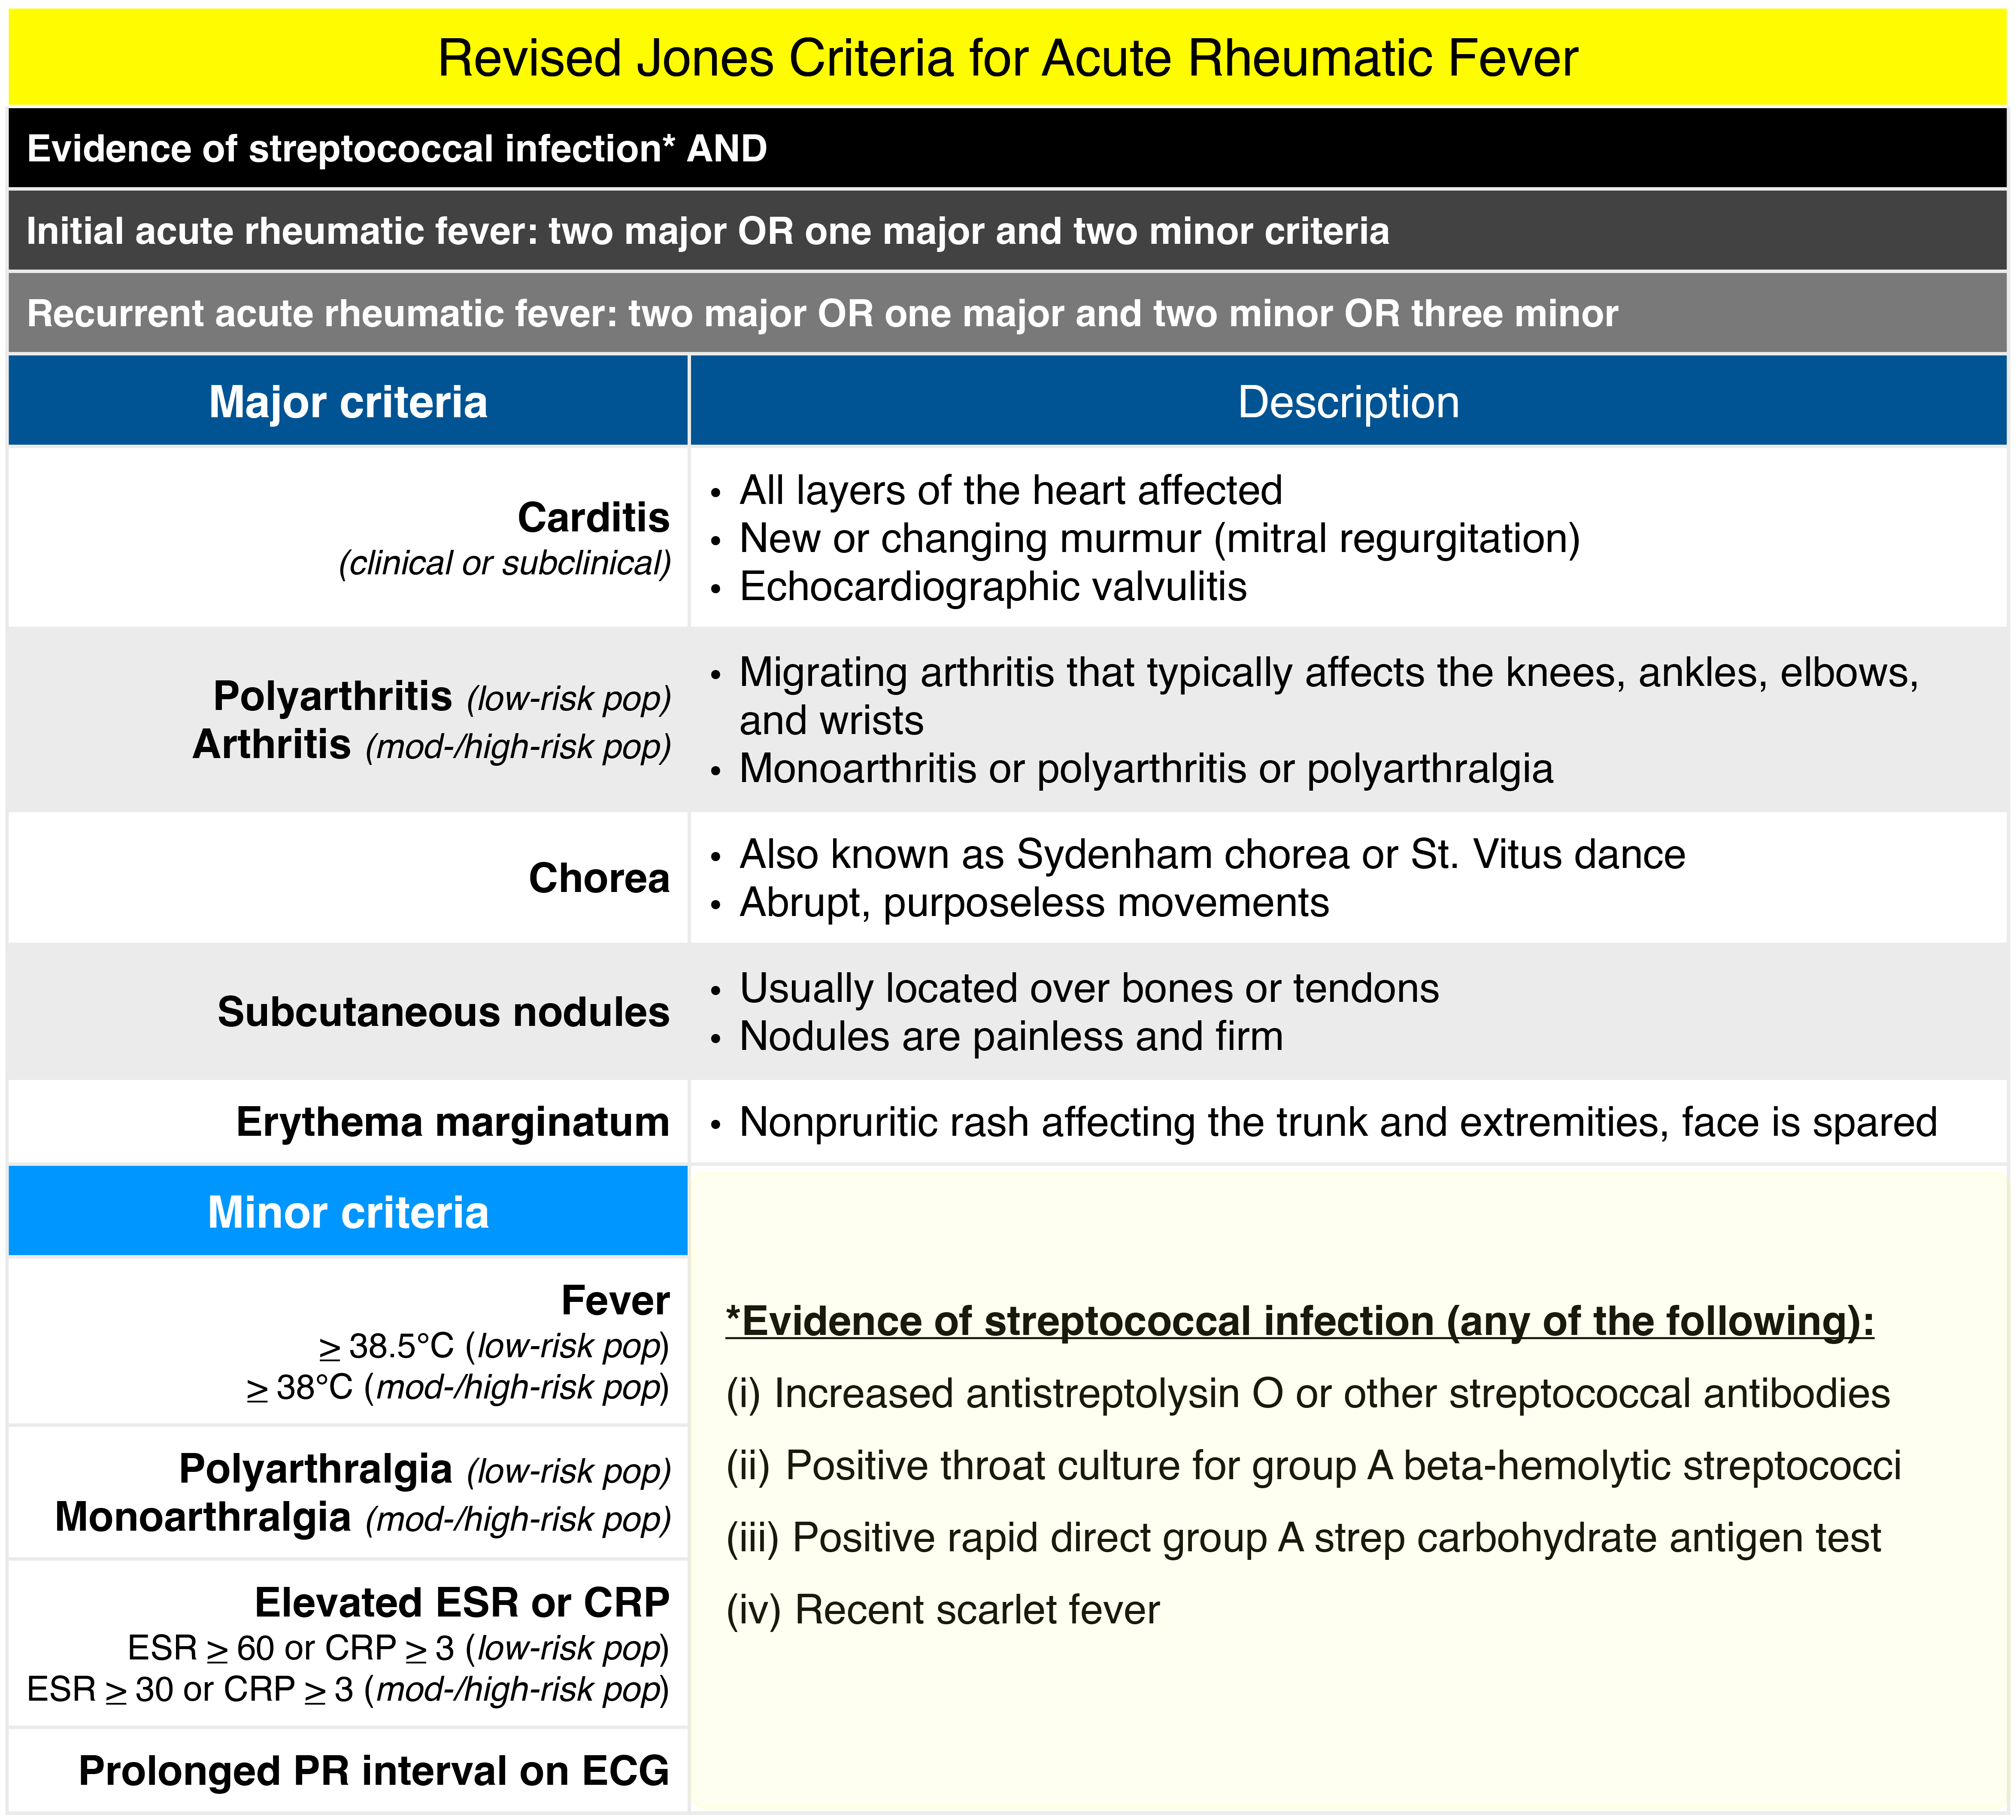 Revised Jones Criteria for Acute Rheumatic Fever
Evidence of streptococcal infection* AND
Initial acute rheumatic fever: two major OR one major and two minor criteria
Recurrent acute rheumatic fever: two major OR one major and two minor OR three minor
Major criteria
Description
Carditis
(clinical or subclinical)
• All layers of the heart affected
• New or changing murmur (mitral regurgitation)
• Echocardiographic valvulitis
Polyarthritis (low-risk pop)
Arthritis (mod-/high-risk pop)
• Migrating arthritis that typically affects the knees, ankles, elbows,
and wrists
• Monoarthritis or polyarthritis or polyarthralgia
Chorea
• Also known as Sydenham chorea or St. Vitus dance
• Abrupt, purposeless movements
Subcutaneous nodules
• Usually located over bones or tendons
• Nodules are painless and firm
Erythema marginatum
• Nonpruritic rash affecting the trunk and extremities, face is spared
Minor criteria
Fever
≥ 38.5°C (low-risk pop)
≥ 38°C (mod-/high-risk pop)
Polyarthralgia (low-risk pop)
Monoarthralgia (mod-/high-risk pop)
Elevated ESR or CRP
ESR ≥ 60 or CRP ≥ 3 (low-risk pop)
ESR ≥ 30 or CRP ≥ 3 (mod-/high-risk pop)
Prolonged PR interval on ECG
*Evidence of streptococcal infection (any of the following):
(i) Increased antistreptolysin O or other streptococcal antibodies
(ii) Positive throat culture for group A beta-hemolytic streptococci
(iii) Positive rapid direct group A strep carbohydrate antigen test
(iv) Recent scarlet fever